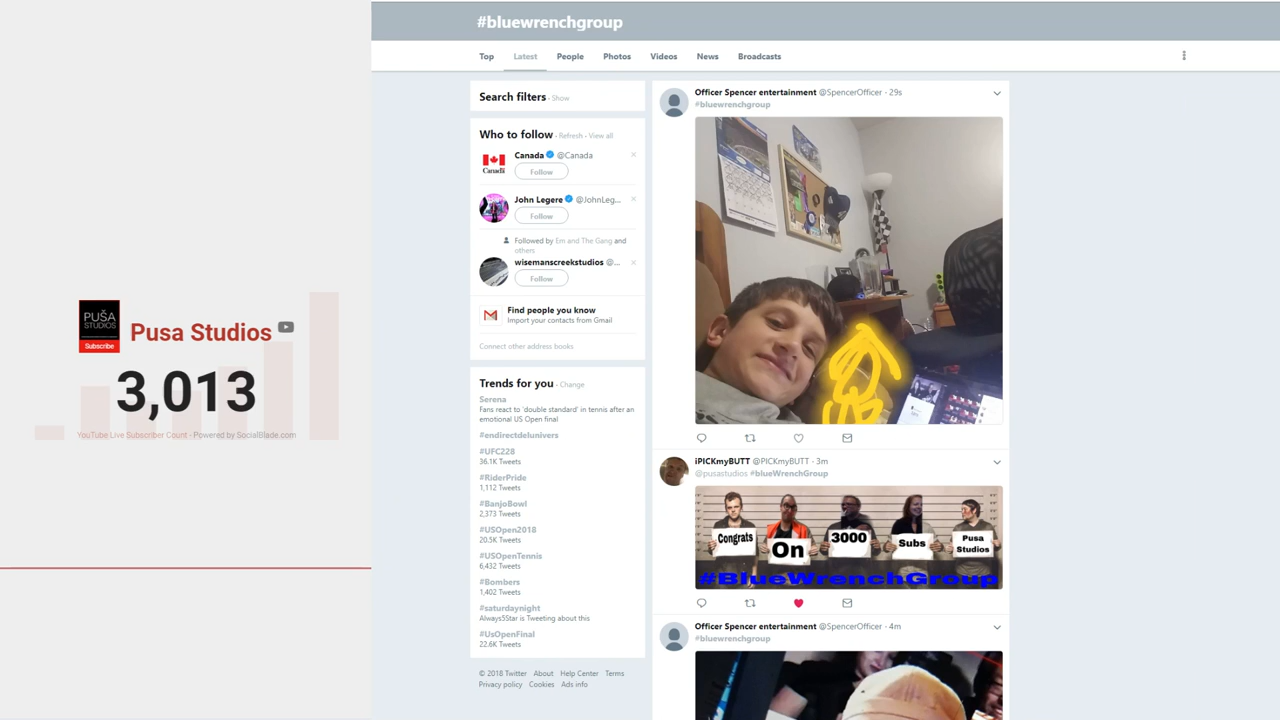 PUŠA
STUDIOS
Subscribe
Pusa Studios
3,013
YouTube Live Subscriber Count - Powered by SocialBlade.com
#bluewrenchgroup
Top Latest People Photos Videos News Broadcasts
Search filters · Show
Who to follow · Refresh · View all
Canada @Canada
Canada
Follow
John Legere @JohnLeg...
Follow
Followed by Em and The Gang and
others
wisemanscreekstudios @...
Follow
Find people you know
Import your contacts from Gmail
Connect other address books
Trends for you · Change
Serena
Fans react to 'double standard' in tennis after an
emotional US Open final
#endirectdelunivers
#UFC228
36.1K Tweets
#RiderPride
1,112 Tweets
#BanjoBowl
2,373 Tweets
#USOpen2018
20.5K Tweets
#USOpenTennis
6,432 Tweets
#Bombers
1,402 Tweets
#saturdaynight
Always5Star is Tweeting about this
#UsOpenFinal
22.6K Tweets
© 2018 Twitter About Help Center Terms
Privacy policy Cookies Ads info
Officer Spencer entertainment @SpencerOfficer · 29s
#bluewrenchgroup
iPICKmyBUTT @PICKmyBUTT · 3m
@pusastudios #blueWrenchGroup
Congrats On 3000 Subs Pusa
Studios
#BlueWrenchGroup
Officer Spencer entertainment @SpencerOfficer · 4m
#bluewrenchgroup